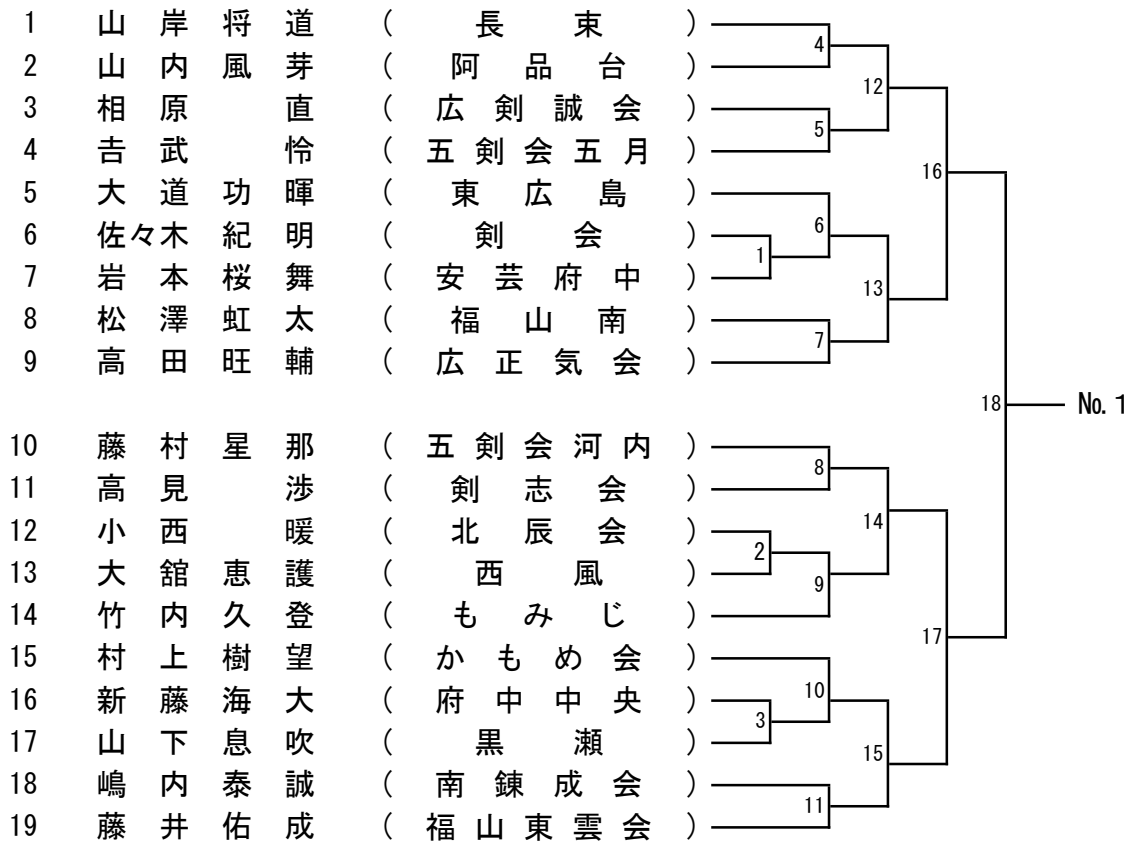 1 山岸将道 (長束) 
2 山内風芽 (阿品台)
3 相原直 (広剣誠会)
4 吉武怜 (五剣会五月)
5 大道功暉 (東広島)
6 佐々木紀明 (剣会)
7 岩本桜舞 (安芸府中)
8 松澤虹太 (福山南)
9 高田旺輔 (広正気会)
10 藤村星那 (五剣会河内)
11 高見渉 (剣志会)
12 小西暖 (北辰会)
13 大舘恵護 (西風)
14 竹内久登 (もみじ)
15 村上樹望 (かもめ会)
16 新藤海大 (府中中央)
17 山下息吹 (黒瀬)
18 嶋内泰誠 (南錬成会)
19 藤井佑成 (福山東雲会)
1
2
3
4
5
6
7
8
9
10
11
12
13
14
15
16
17
18
№1